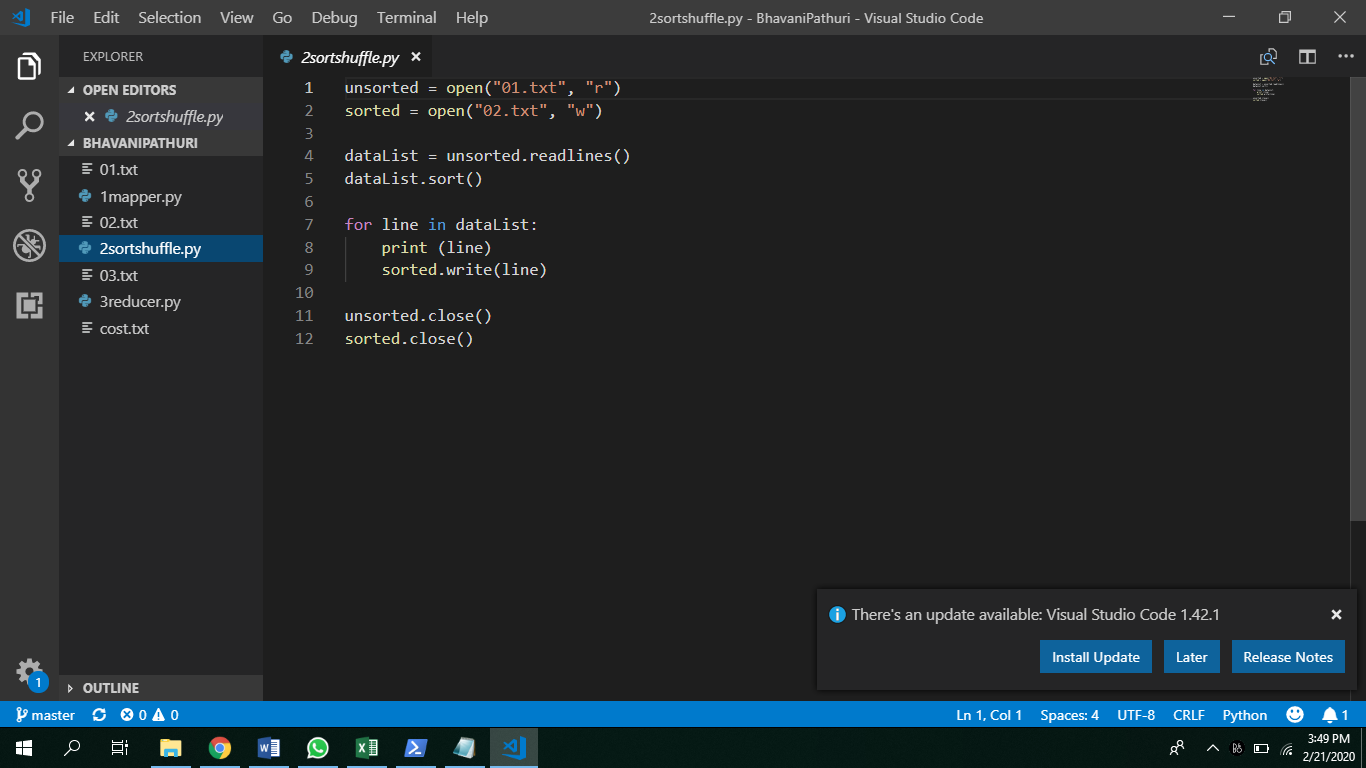 File Edit Selection View Go Debug Terminal Help
2sortshuffle.py - BhavaniPathuri - Visual Studio Code
EXPLORER
OPEN EDITORS
2sortshuffle.py
BHAVANIPATHURI
01.txt
1mapper.py
02.txt
2sortshuffle.py
03.txt
3reducer.py
cost.txt
OUTLINE
2sortshuffle.py
1 unsorted = open("01.txt", "r")
2 sorted = open("02.txt", "w")
3
4 dataList = unsorted.readlines()
5 dataList.sort()
6
7 for line in dataList:
8     print (line)
9     sorted.write(line)
10
11 unsorted.close()
12 sorted.close()
There's an update available: Visual Studio Code 1.42.1
Install Update Later Release Notes
1
master 0 0 Ln 1, Col 1 Spaces: 4 UTF-8 CRLF Python 1
3:49 PM
2/21/2020